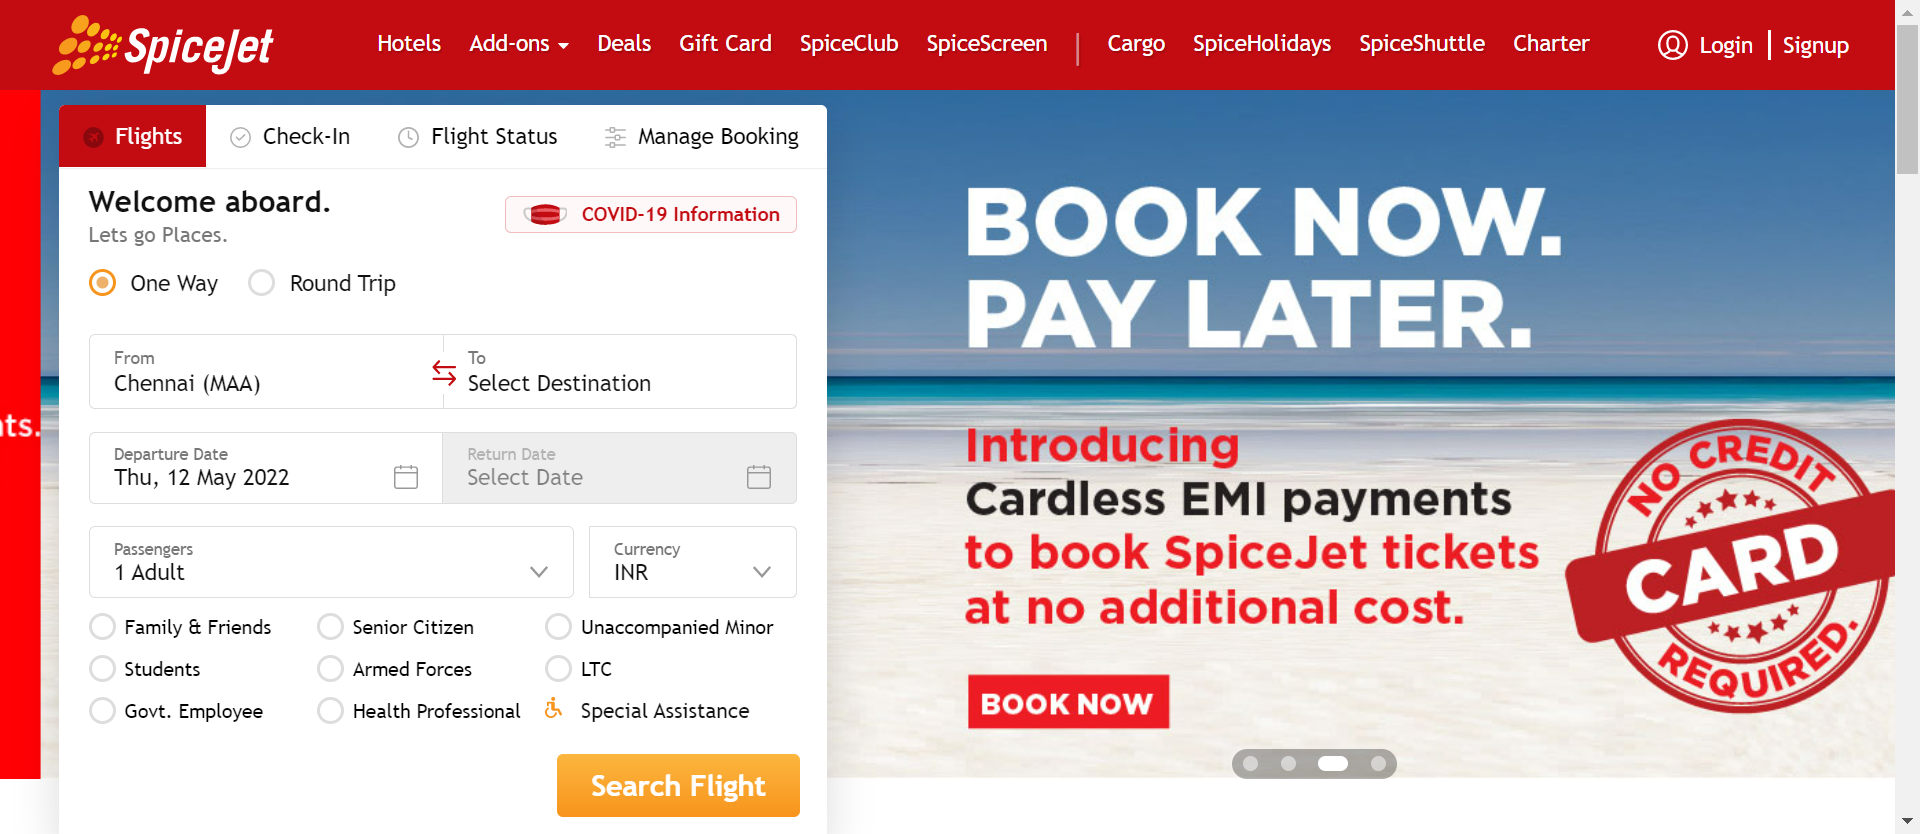 SpiceJet
Hotels Add-ons Deals Gift Card SpiceClub SpiceScreen | Cargo SpiceHolidays SpiceShuttle Charter Login | Signup
Flights Check-In Flight Status Manage Booking
Welcome aboard.
COVID-19 Information
Lets go Places.
One Way Round Trip
From
Chennai (MAA)
To
Select Destination
Departure Date
Thu, 12 May 2022
Return Date
Select Date
Passengers
1 Adult
Currency
INR
Family & Friends Senior Citizen Unaccompanied Minor
Students Armed Forces LTC
Govt. Employee Health Professional Special Assistance
Search Flight
BOOK NOW.
PAY LATER.
Introducing
Cardless EMI payments
to book SpiceJet tickets
at no additional cost.
BOOK NOW
NO CREDIT
CARD
REQUIRED.